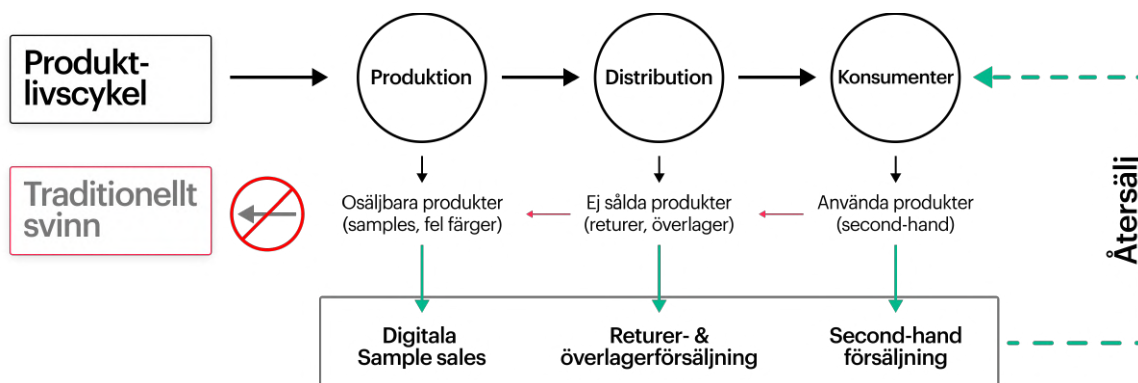 Produkt-
livscykel
Produktion
Distribution
Konsumenter
Traditionellt
svinn
Osäljbara produkter
(samples, fel färger)
Ej sålda produkter
(returer, överlager)
Använda produkter
(second-hand)
Digitala
Sample sales
Returer- &
överlagerförsäljning
Second-hand
försäljning